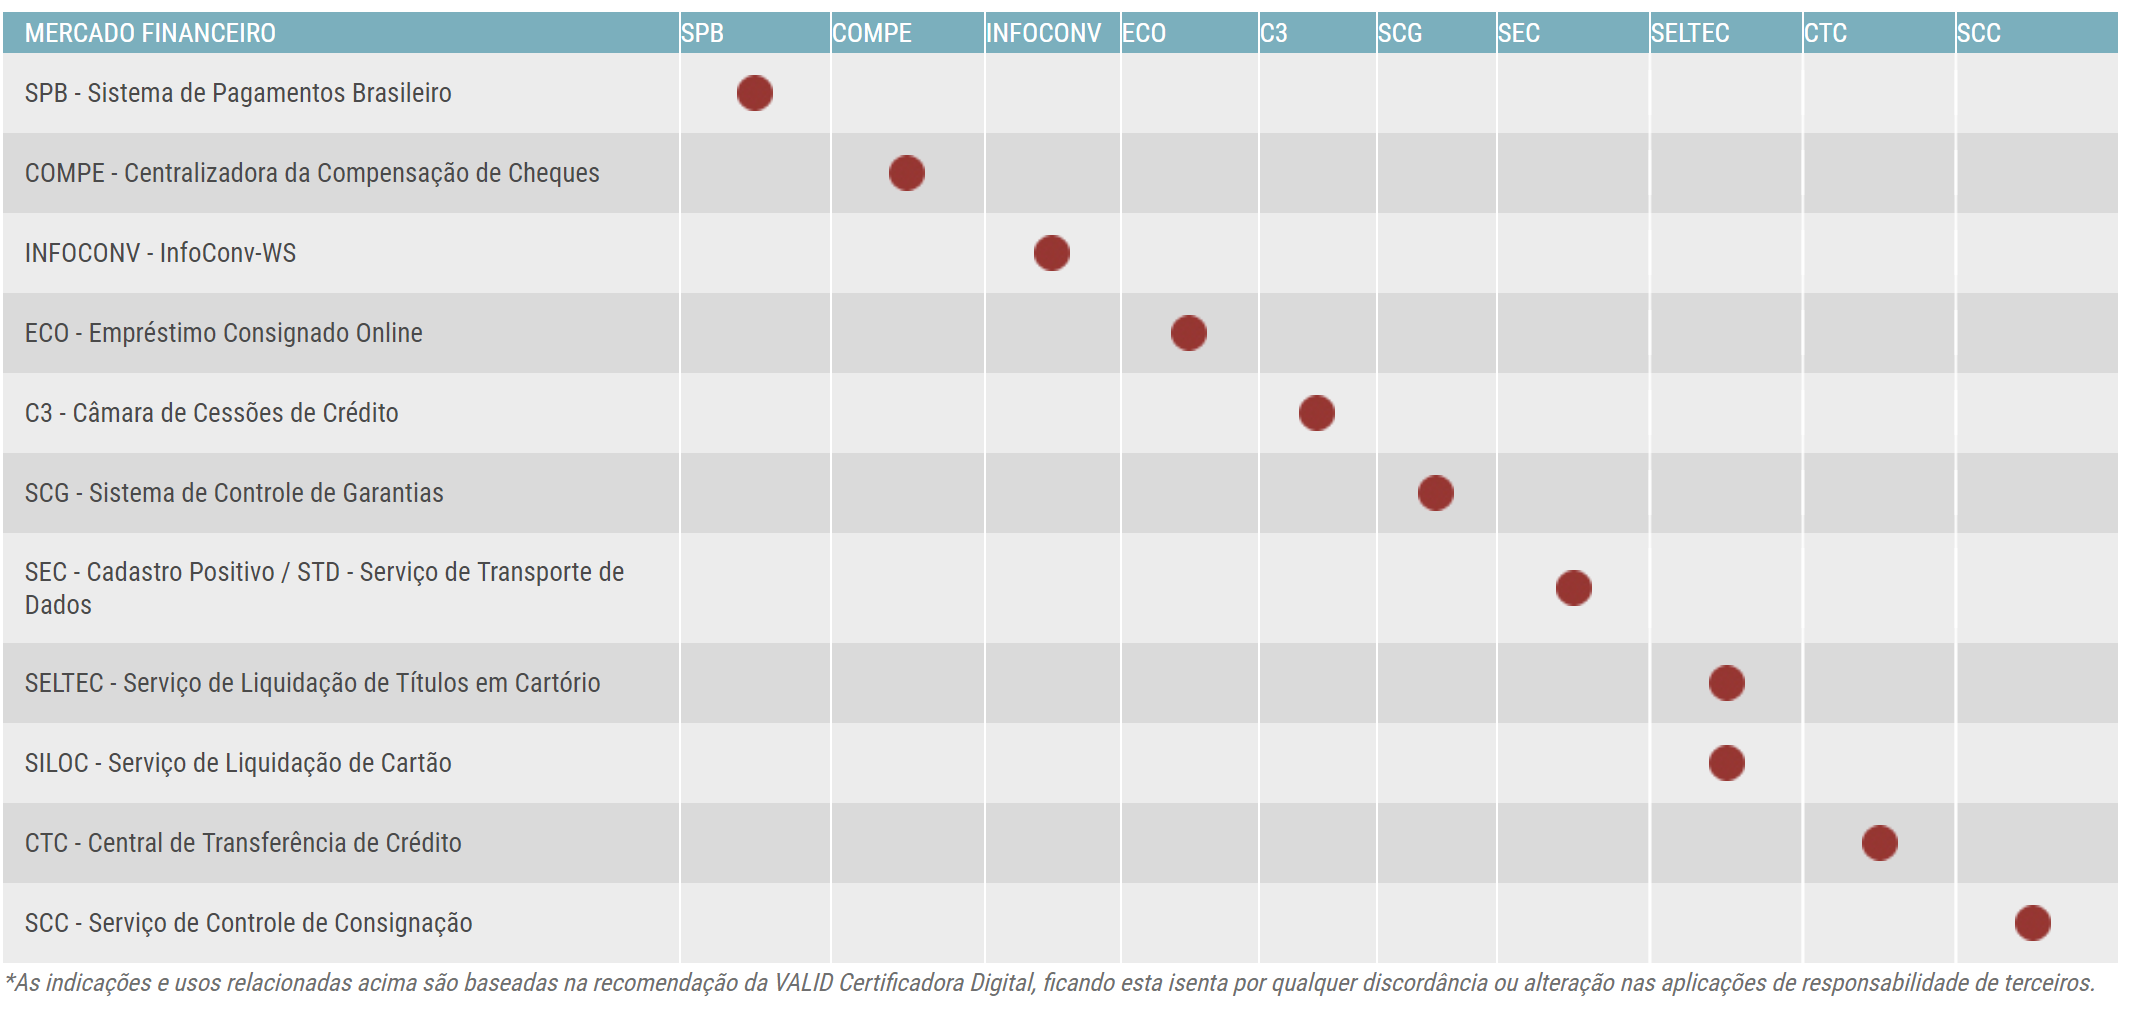 MERCADO FINANCEIRO SPB COMPE INFOCONV ECO C3 SCG SEC SELTEC CTC SCC
SPB - Sistema de Pagamentos Brasileiro
COMPE - Centralizadora da Compensação de Cheques
INFOCONV - InfoConv-WS
ECO - Empréstimo Consignado Online
C3 - Câmara de Cessões de Crédito
SCG - Sistema de Controle de Garantias
SEC - Cadastro Positivo / STD - Serviço de Transporte de
Dados
SELTEC - Serviço de Liquidação de Títulos em Cartório
SILOC - Serviço de Liquidação de Cartão
CTC - Central de Transferência de Crédito
SCC - Serviço de Controle de Consignação
*As indicações e usos relacionadas acima são baseadas na recomendação da VALID Certificadora Digital, ficando esta isenta por qualquer discordância ou alteração nas aplicações de responsabilidade de terceiros.